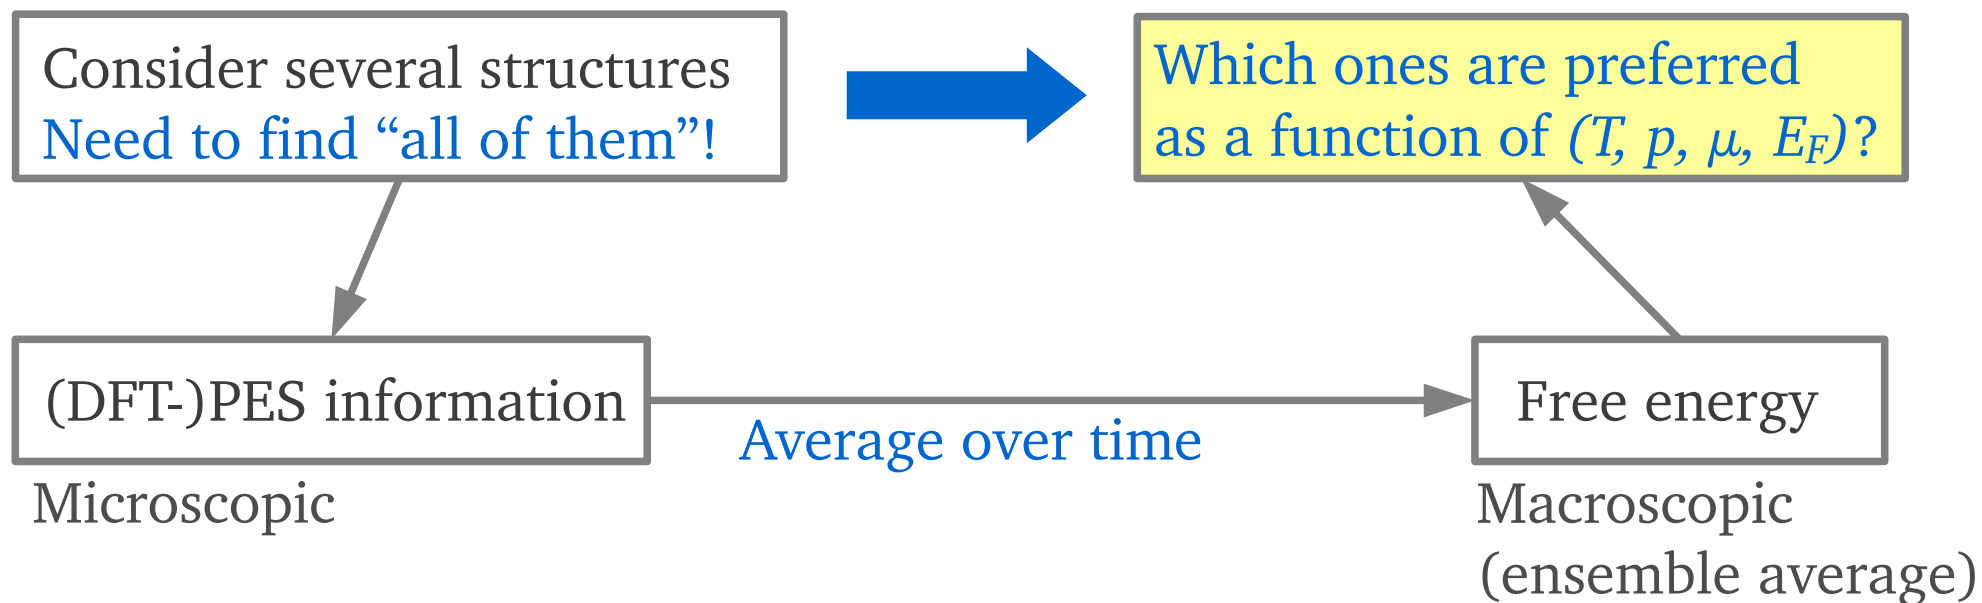 Consider several structures
Need to find “all of them”!
Which ones are preferred
as a function of (T, p, μ, E_F)?
(DFT-)PES information
Average over time
Free energy
Microscopic
Macroscopic
(ensemble average)